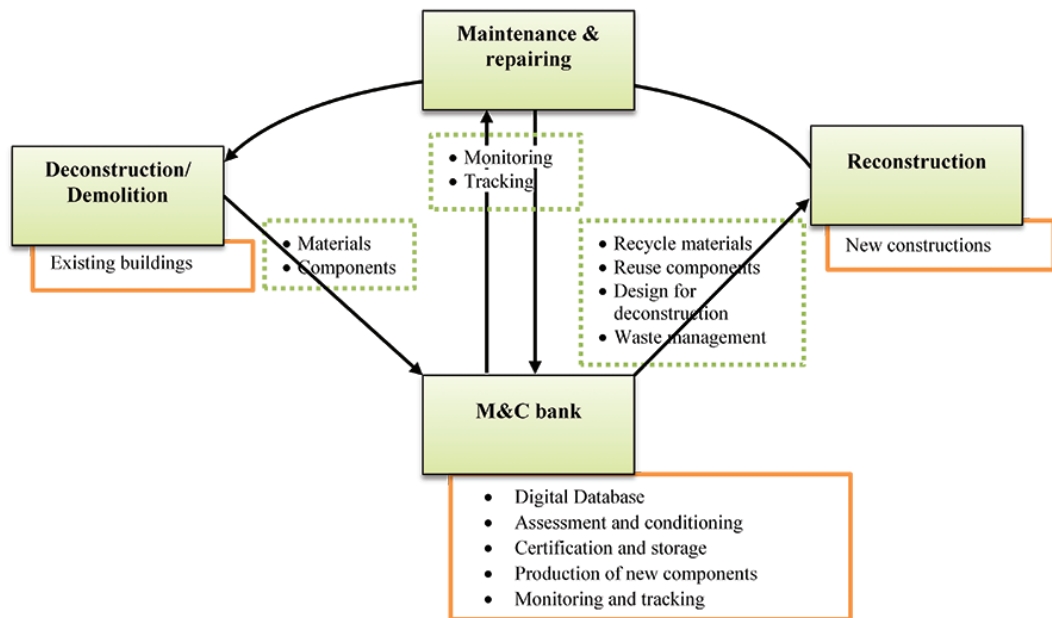 Maintenance &
repairing
Deconstruction/
Demolition
Existing buildings
• Materials
• Components
• Monitoring
• Tracking
• Recycle materials
• Reuse components
• Design for
deconstruction
• Waste management
Reconstruction
New constructions
M&C bank
• Digital Database
• Assessment and conditioning
• Certification and storage
• Production of new components
• Monitoring and tracking